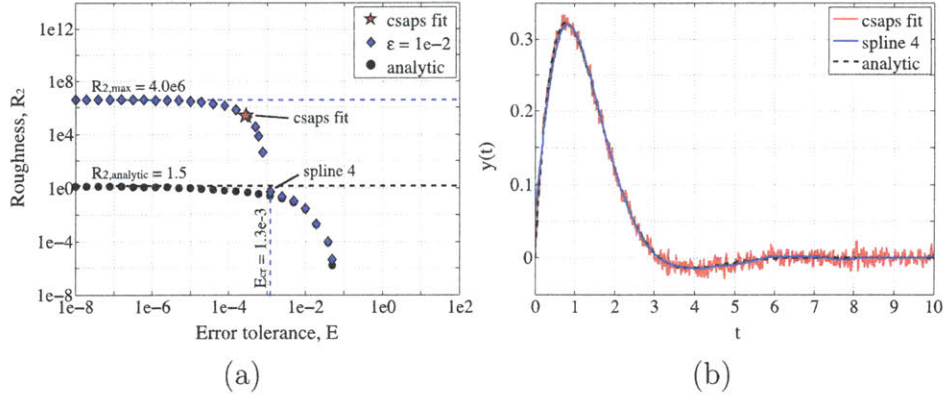 1e12
1e8
1e4
1e0
1e−4
1e−8
Roughness, R2
1e−8 1e−6 1e−4 1e−2 1e0 1e2
Error tolerance, E
csaps fit
ε = 1e−2
analytic
R2,max = 4.0e6
csaps fit
R2,analytic = 1.5
spline 4
Ecr = 1.3e-3
(a)
0.3
0.2
0.1
0
y(t)
0 1 2 3 4 5 6 7 8 9 10
t
csaps fit
spline 4
analytic
(b)